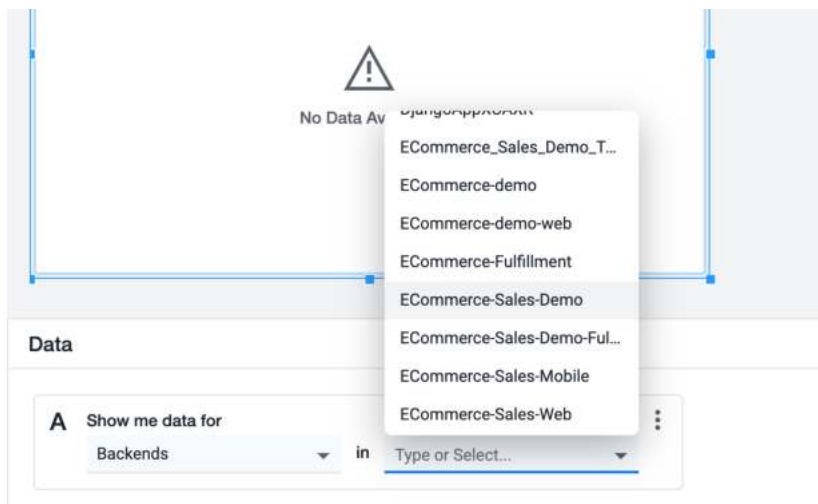 No Data Av
ECommerce_Sales_Demo_T...
ECommerce-demo
ECommerce-demo-web
ECommerce-Fulfillment
ECommerce-Sales-Demo
ECommerce-Sales-Demo-Ful...
ECommerce-Sales-Mobile
ECommerce-Sales-Web
Data
A Show me data for
Backends in Type or Select...